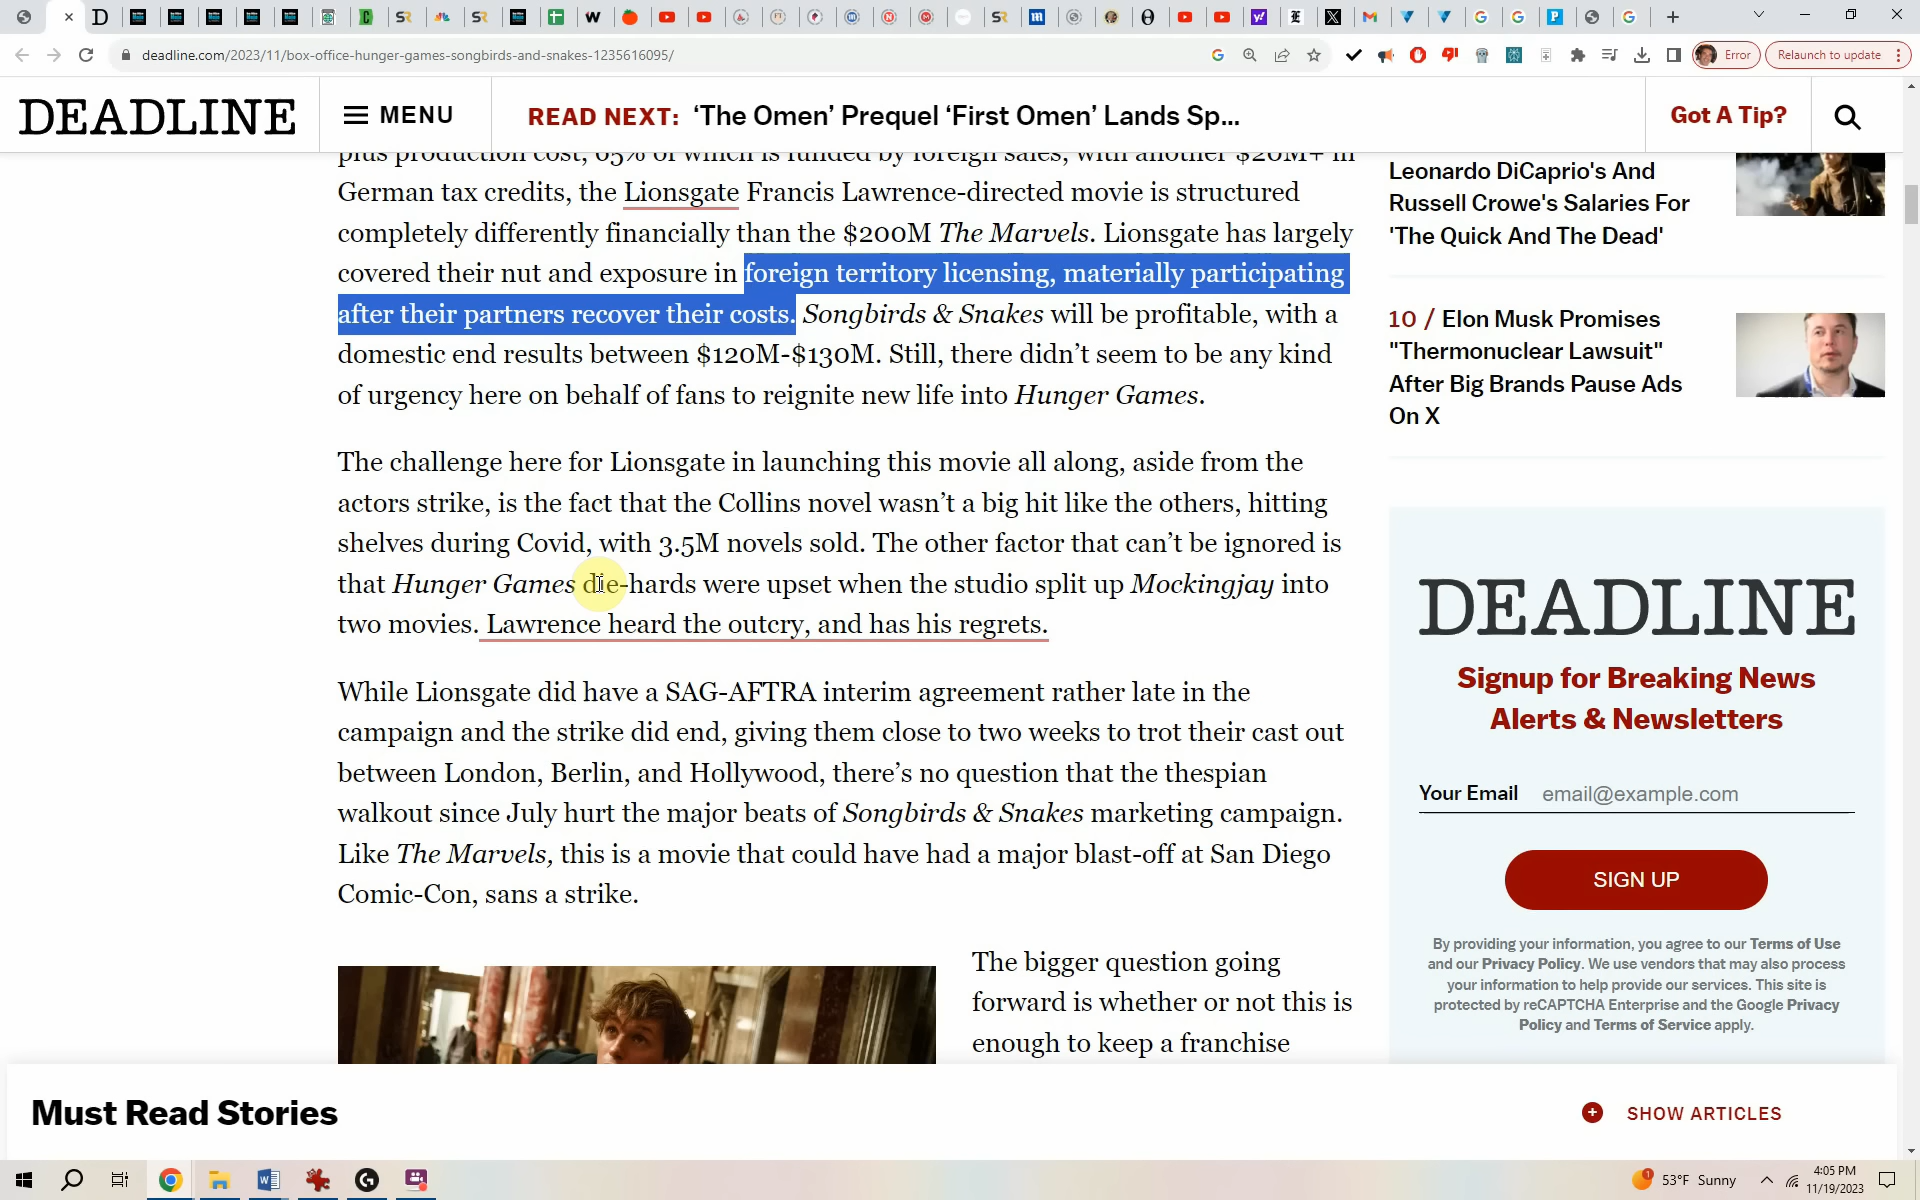 deadline.com/2023/11/box-office-hunger-games-songbirds-and-snakes-1235616095/
Error
Relaunch to update
DEADLINE
MENU
READ NEXT: ‘The Omen’ Prequel ‘First Omen’ Lands Sp...
Got A Tip?
plus production cost, 65% of which is funded by foreign sales, with another $20M+ in
German tax credits, the Lionsgate Francis Lawrence-directed movie is structured
completely differently financially than the $200M The Marvels. Lionsgate has largely
covered their nut and exposure in foreign territory licensing, materially participating
after their partners recover their costs. Songbirds & Snakes will be profitable, with a
domestic end results between $120M-$130M. Still, there didn’t seem to be any kind
of urgency here on behalf of fans to reignite new life into Hunger Games.
The challenge here for Lionsgate in launching this movie all along, aside from the
actors strike, is the fact that the Collins novel wasn’t a big hit like the others, hitting
shelves during Covid, with 3.5M novels sold. The other factor that can’t be ignored is
that Hunger Games die-hards were upset when the studio split up Mockingjay into
two movies. Lawrence heard the outcry, and has his regrets.
While Lionsgate did have a SAG-AFTRA interim agreement rather late in the
campaign and the strike did end, giving them close to two weeks to trot their cast out
between London, Berlin, and Hollywood, there’s no question that the thespian
walkout since July hurt the major beats of Songbirds & Snakes marketing campaign.
Like The Marvels, this is a movie that could have had a major blast-off at San Diego
Comic-Con, sans a strike.
The bigger question going
forward is whether or not this is
enough to keep a franchise
Leonardo DiCaprio's And
Russell Crowe's Salaries For
'The Quick And The Dead'
10 / Elon Musk Promises
"Thermonuclear Lawsuit"
After Big Brands Pause Ads
On X
DEADLINE
Signup for Breaking News
Alerts & Newsletters
Your Email email@example.com
SIGN UP
By providing your information, you agree to our Terms of Use
and our Privacy Policy. We use vendors that may also process
your information to help provide our services. This site is
protected by reCAPTCHA Enterprise and the Google Privacy
Policy and Terms of Service apply.
Must Read Stories
SHOW ARTICLES
53°F Sunny
4:05 PM
11/19/2023